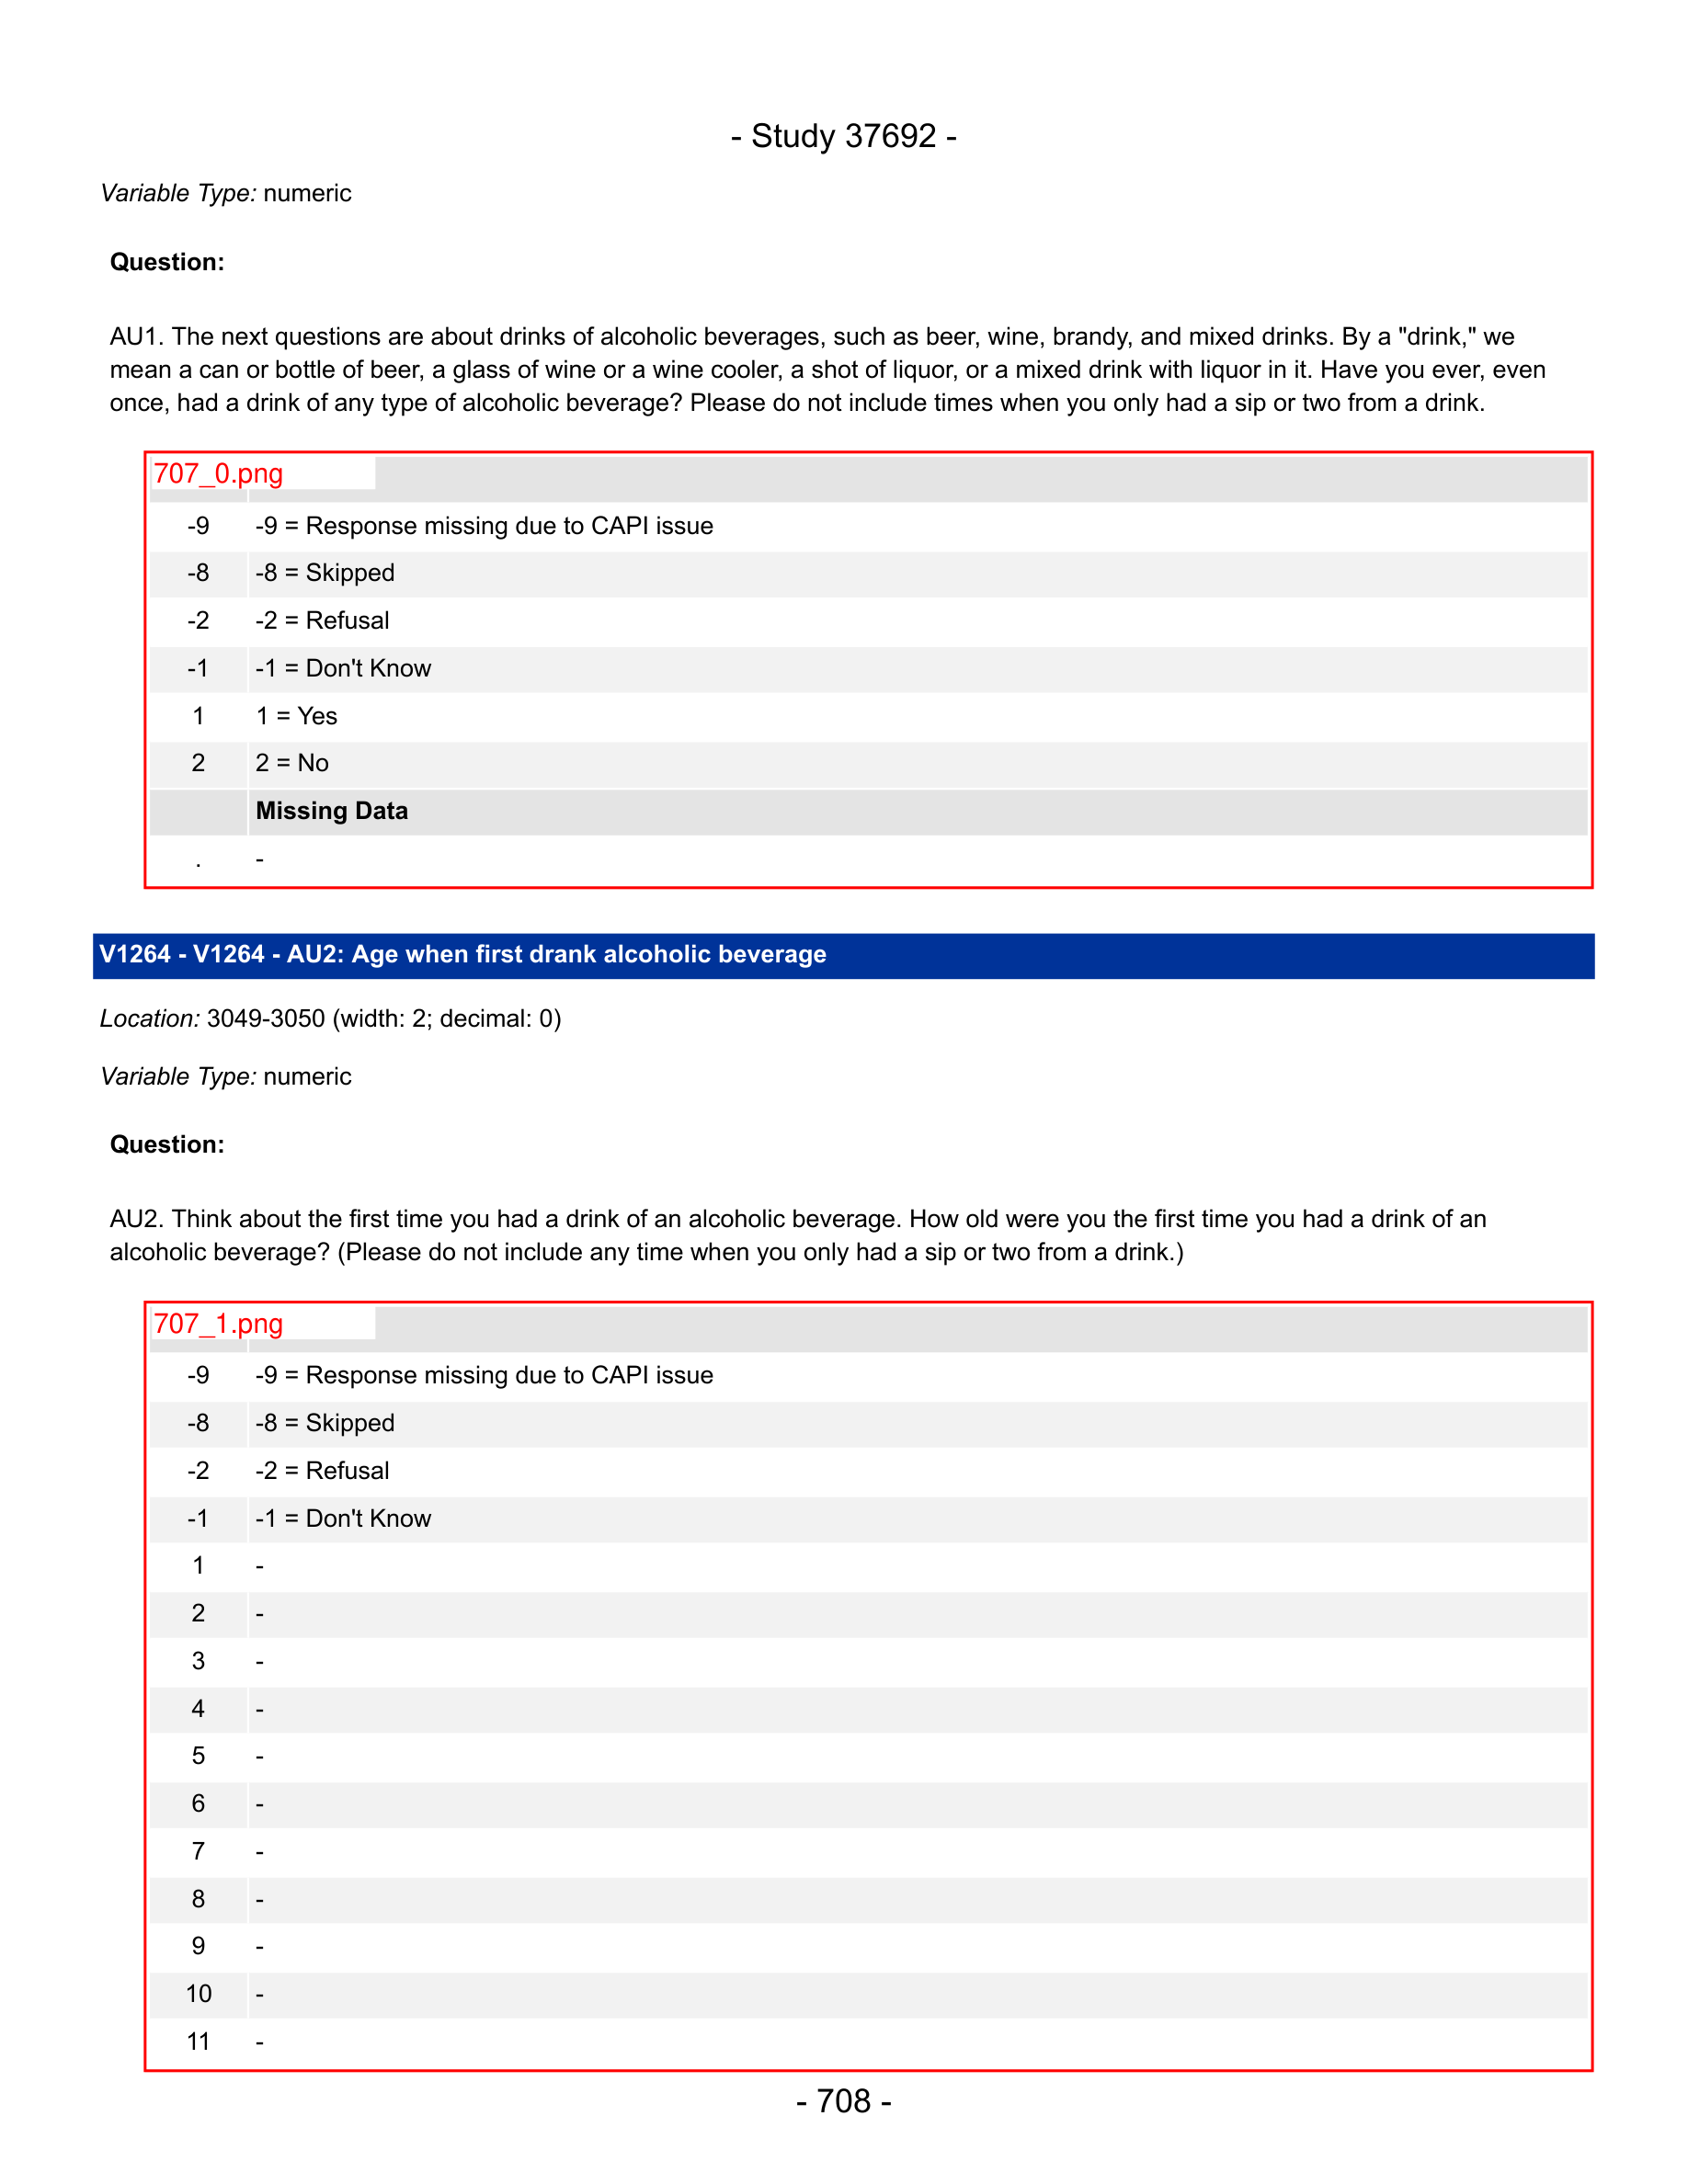 - Study 37692 -
Variable Type: numeric
Question:
AU1. The next questions are about drinks of alcoholic beverages, such as beer, wine, brandy, and mixed drinks. By a "drink," we
mean a can or bottle of beer, a glass of wine or a wine cooler, a shot of liquor, or a mixed drink with liquor in it. Have you ever, even
once, had a drink of any type of alcoholic beverage? Please do not include times when you only had a sip or two from a drink.
707_0.png
-9 -9 = Response missing due to CAPI issue
-8 -8 = Skipped
-2 -2 = Refusal
-1 -1 = Don't Know
1 1 = Yes
2 2 = No
Missing Data
. -
V1264 - V1264 - AU2: Age when first drank alcoholic beverage
Location: 3049-3050 (width: 2; decimal: 0)
Variable Type: numeric
Question:
AU2. Think about the first time you had a drink of an alcoholic beverage. How old were you the first time you had a drink of an
alcoholic beverage? (Please do not include any time when you only had a sip or two from a drink.)
707_1.png
-9 -9 = Response missing due to CAPI issue
-8 -8 = Skipped
-2 -2 = Refusal
-1 -1 = Don't Know
1 -
2 -
3 -
4 -
5 -
6 -
7 -
8 -
9 -
10 -
11 -
- 708 -